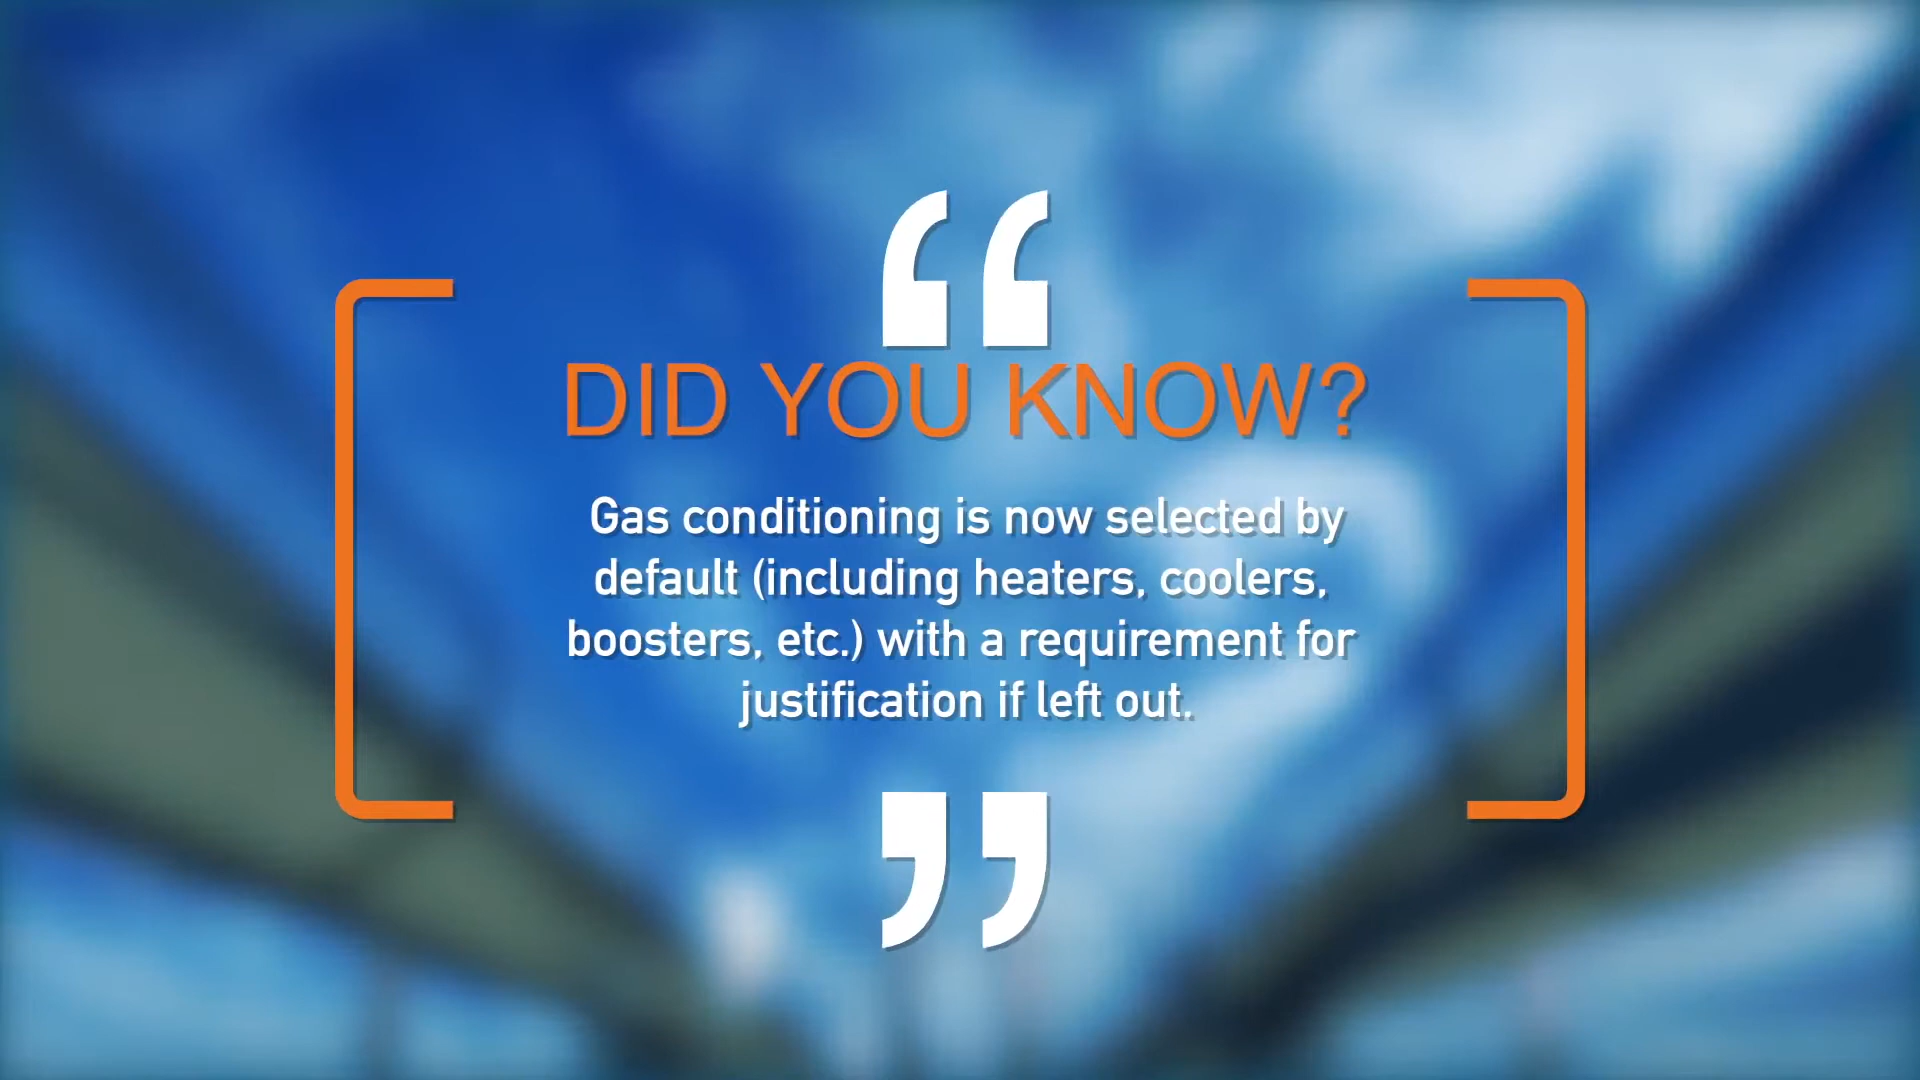 “
DID YOU KNOW?
Gas conditioning is now selected by
default (including heaters, coolers,
boosters, etc.) with a requirement for
justification if left out.
”